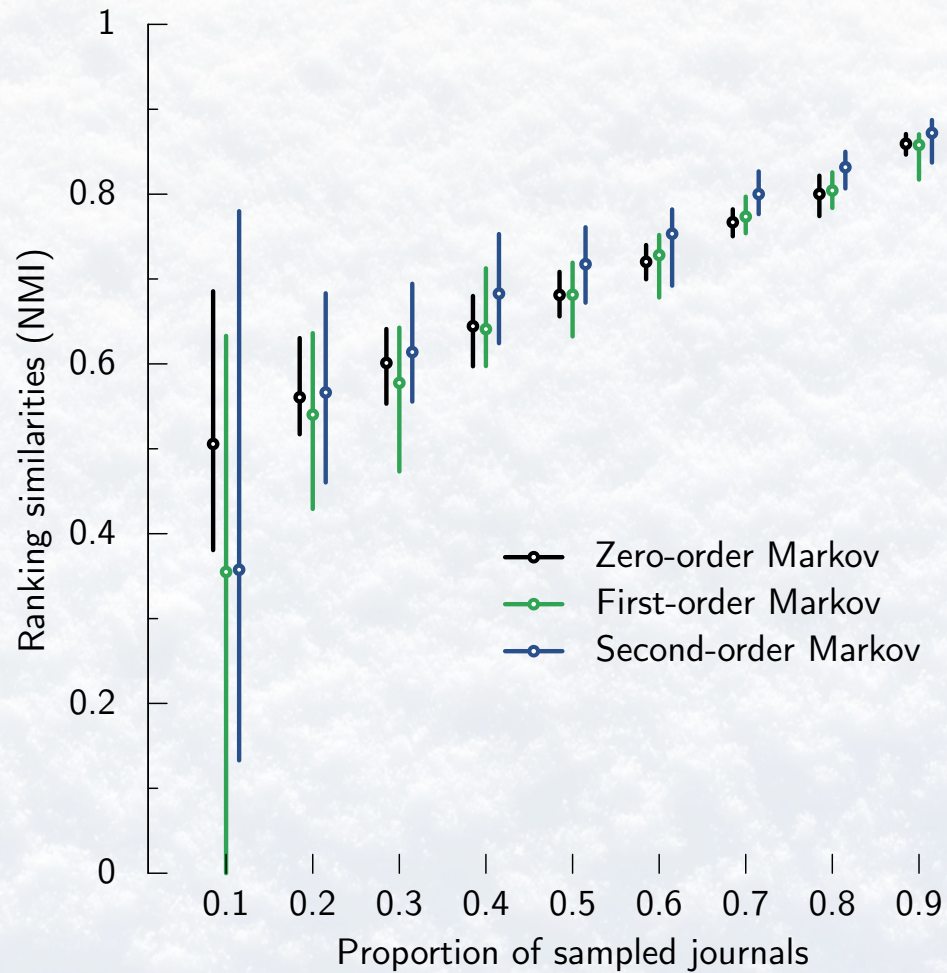 1
0.8
0.6
0.4
0.2
0
Ranking similarities (NMI)
Zero-order Markov
First-order Markov
Second-order Markov
0.1 0.2 0.3 0.4 0.5 0.6 0.7 0.8 0.9
Proportion of sampled journals